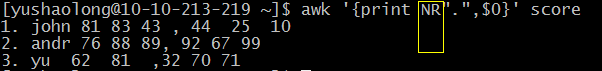 [yushaolong@10-10-213-219 ~]$ awk '{print NR".",$0}' score
1. john 81 83 43 , 44  25  10
2. andr 76 88 89, 92 67 99
3. yu  62  81  ,32 70 71